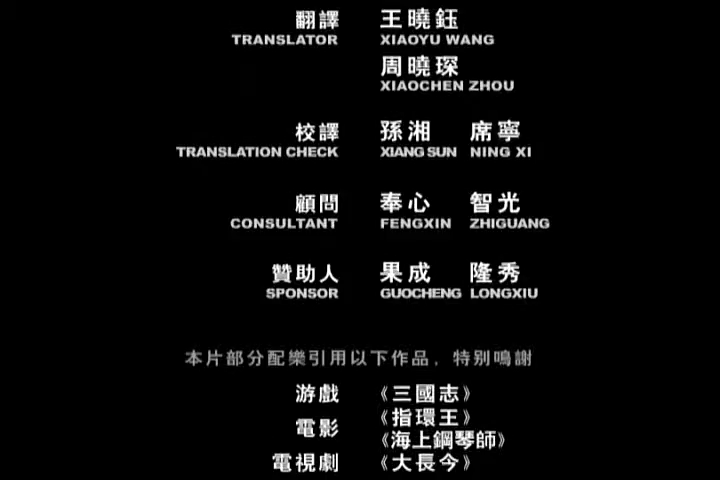 翻譯 王曉鈺
TRANSLATOR XIAOYU WANG
周曉琛
XIAOCHEN ZHOU
校譯 孫湘 席寧
TRANSLATION CHECK XIANG SUN NING XI
顧問 奉心 智光
CONSULTANT FENGXIN ZHIGUANG
贊助人 果成 隆秀
SPONSOR GUOCHENG LONGXIU
本片部分配樂引用以下作品，特別鳴謝
游戲 《三國志》
電影 《指環王》
《海上鋼琴師》
電視劇 《大長今》